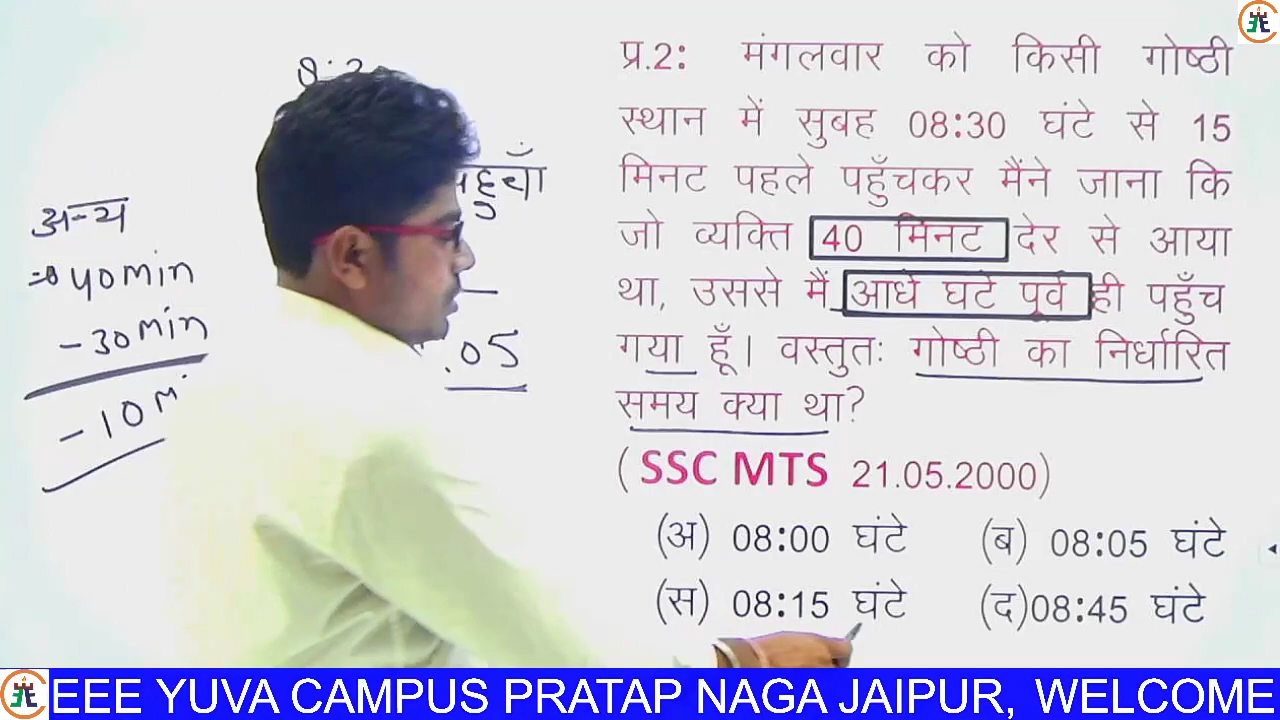 प्र.2: मंगलवार को किसी गोष्ठी
स्थान में सुबह 08:30 घंटे से 15
मिनट पहले पहुँचकर मैंने जाना कि
जो व्यक्ति 40 मिनट देर से आया
था, उससे मैं आधे घंटे पूर्व ही पहुँच
गया हूँ। वस्तुतः गोष्ठी का निर्धारित
समय क्या था?
(SSC MTS 21.05.2000)
(अ) 08:00 घंटे (ब) 08:05 घंटे
(स) 08:15 घंटे (द)08:45 घंटे
अन्य
40min
-30min
-10
.05
EEE YUVA CAMPUS PRATAP NAGA JAIPUR, WELCOME